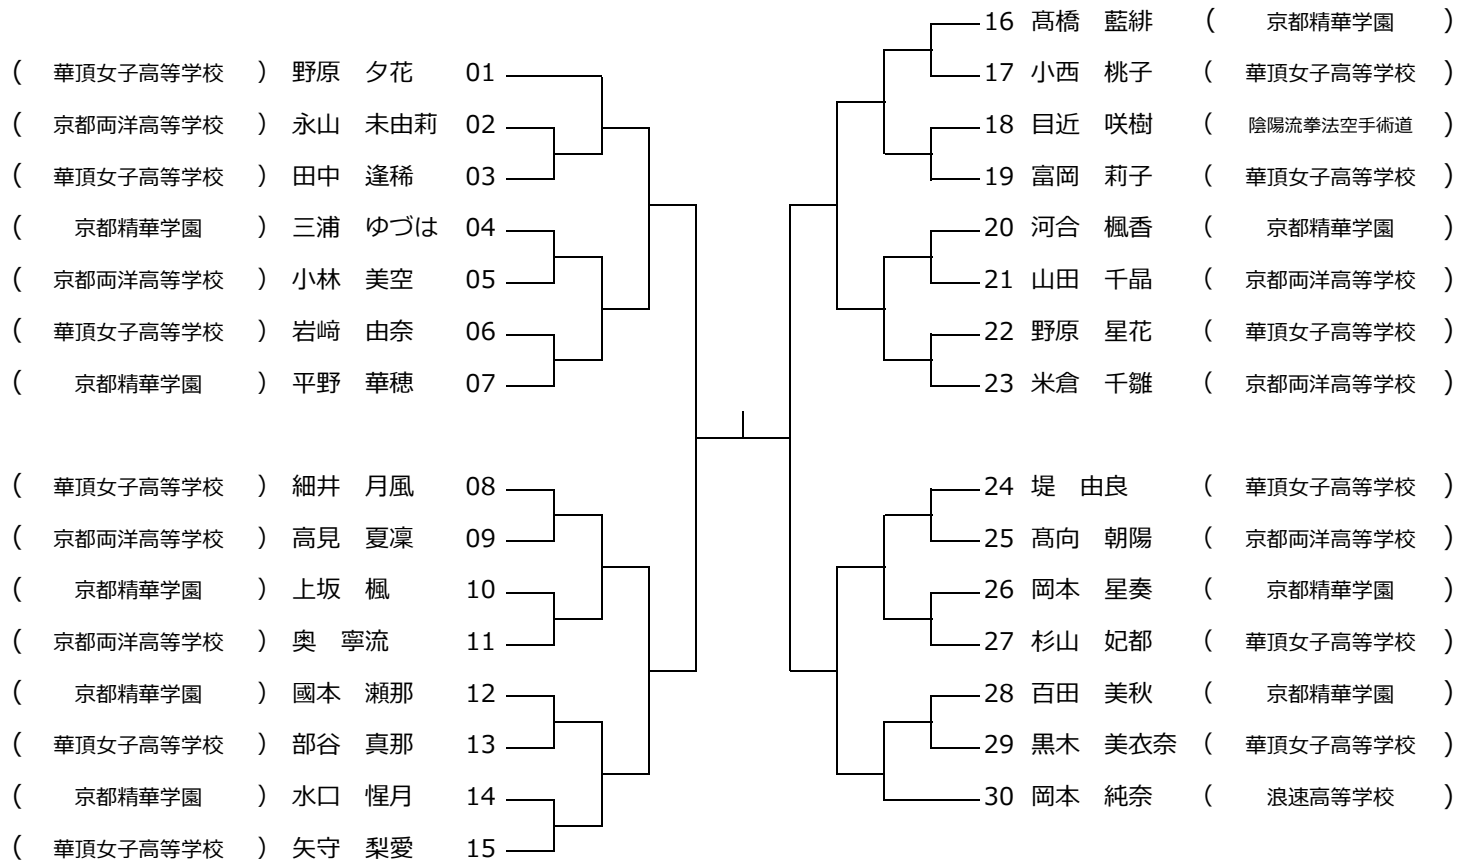 ( 華頂女子高等学校 ) 野原 夕花 01
( 京都両洋高等学校 ) 永山 未由莉 02
( 華頂女子高等学校 ) 田中 逢稀 03
( 京都精華学園 ) 三浦 ゆづは 04
( 京都両洋高等学校 ) 小林 美空 05
( 華頂女子高等学校 ) 岩﨑 由奈 06
( 京都精華学園 ) 平野 華穂 07
( 華頂女子高等学校 ) 細井 月風 08
( 京都両洋高等学校 ) 高見 夏凜 09
( 京都精華学園 ) 上坂 楓 10
( 京都両洋高等学校 ) 奥 寧流 11
( 京都精華学園 ) 國本 瀬那 12
( 華頂女子高等学校 ) 部谷 真那 13
( 京都精華学園 ) 水口 惺月 14
( 華頂女子高等学校 ) 矢守 梨愛 15
16 髙橋 藍緋 ( 京都精華学園 )
17 小西 桃子 ( 華頂女子高等学校 )
18 目近 咲樹 ( 陰陽流拳法空手術道 )
19 富岡 莉子 ( 華頂女子高等学校 )
20 河合 楓香 ( 京都精華学園 )
21 山田 千晶 ( 京都両洋高等学校 )
22 野原 星花 ( 華頂女子高等学校 )
23 米倉 千雛 ( 京都両洋高等学校 )
24 堤 由良 ( 華頂女子高等学校 )
25 髙向 朝陽 ( 京都両洋高等学校 )
26 岡本 星奏 ( 京都精華学園 )
27 杉山 妃都 ( 華頂女子高等学校 )
28 百田 美秋 ( 京都精華学園 )
29 黒木 美衣奈 ( 華頂女子高等学校 )
30 岡本 純奈 ( 浪速高等学校 )